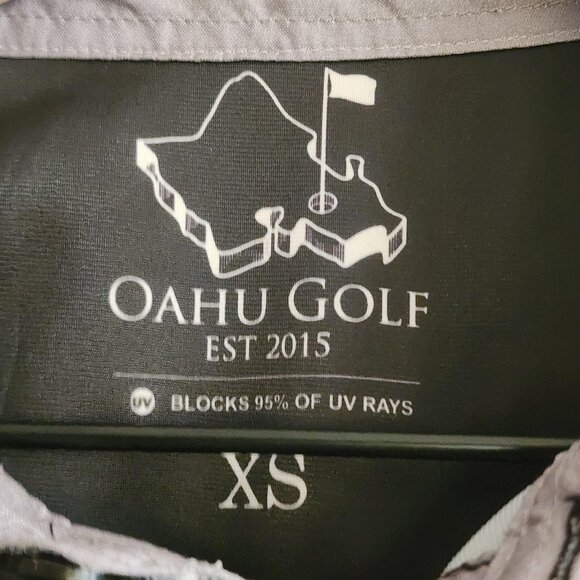 OAHU GOLF
EST 2015
UV BLOCKS 95% OF UV RAYS
XS